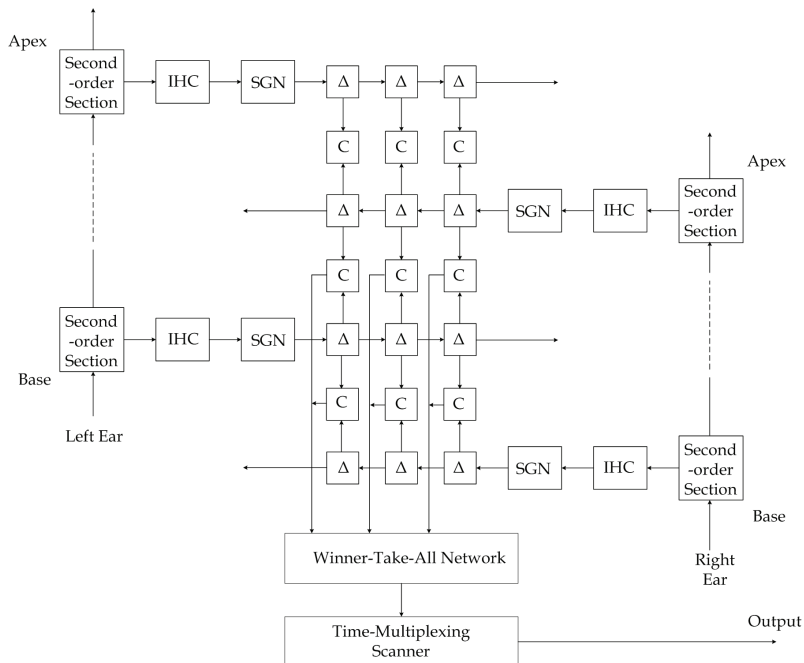 Apex
Second
-order
Section
IHC
SGN
Δ
Δ
Δ
C
C
C
Apex
Δ
Δ
Δ
SGN
IHC
Second
-order
Section
C
C
C
Second
-order
Section
IHC
SGN
Δ
Δ
Δ
Base
C
C
C
Left Ear
Δ
Δ
Δ
SGN
IHC
Second
-order
Section
Base
Winner-Take-All Network
Right
Ear
Time-Multiplexing
Scanner
Output